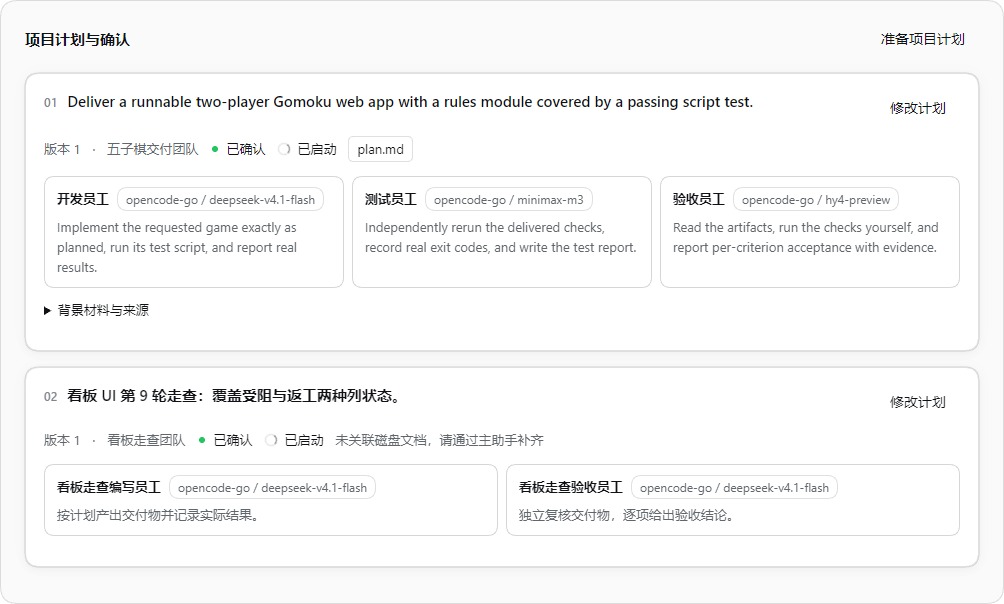 项目计划与确认
准备项目计划
01 Deliver a runnable two-player Gomoku web app with a rules module covered by a passing script test.
修改计划
版本 1 · 五子棋交付团队 已确认 已启动 plan.md
开发员工 opencode-go / deepseek-v4.1-flash
Implement the requested game exactly as
planned, run its test script, and report real
results.
测试员工 opencode-go / minimax-m3
Independently rerun the delivered checks,
record real exit codes, and write the test report.
验收员工 opencode-go / hy4-preview
Read the artifacts, run the checks yourself, and
report per-criterion acceptance with evidence.
背景材料与来源
02 看板 UI 第 9 轮走查：覆盖受阻与返工两种列状态。
修改计划
版本 1 · 看板走查团队 已确认 已启动 未关联磁盘文档，请通过主助手补齐
看板走查编写员工 opencode-go / deepseek-v4.1-flash
按计划产出交付物并记录实际结果。
看板走查验收员工 opencode-go / deepseek-v4.1-flash
独立复核交付物，逐项给出验收结论。